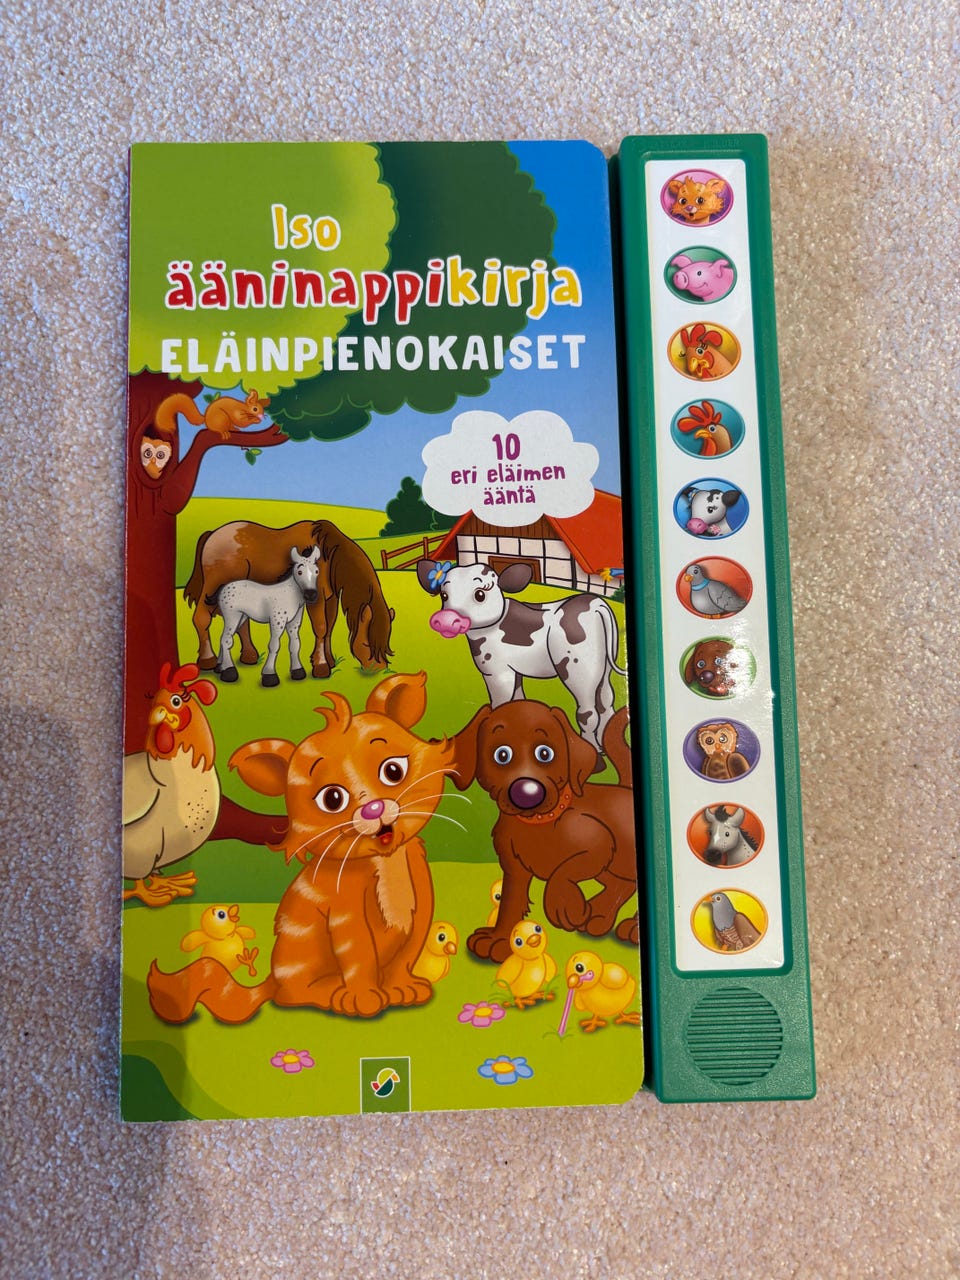 Iso
ääninappikirja
ELÄINPIENOKAISET
10
eri eläimen
ääntä